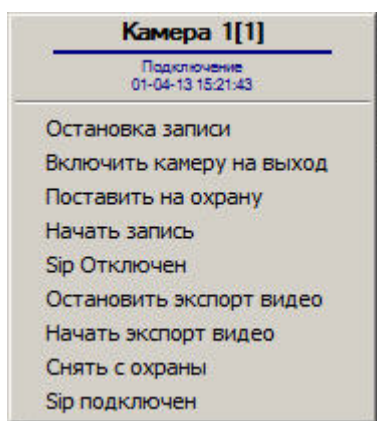 Камера 1[1]
Подключение
01-04-13 15:21:43
Остановка записи
Включить камеру на выход
Поставить на охрану
Начать запись
Sip Отключен
Остановить экспорт видео
Начать экспорт видео
Снять с охраны
Sip подключен